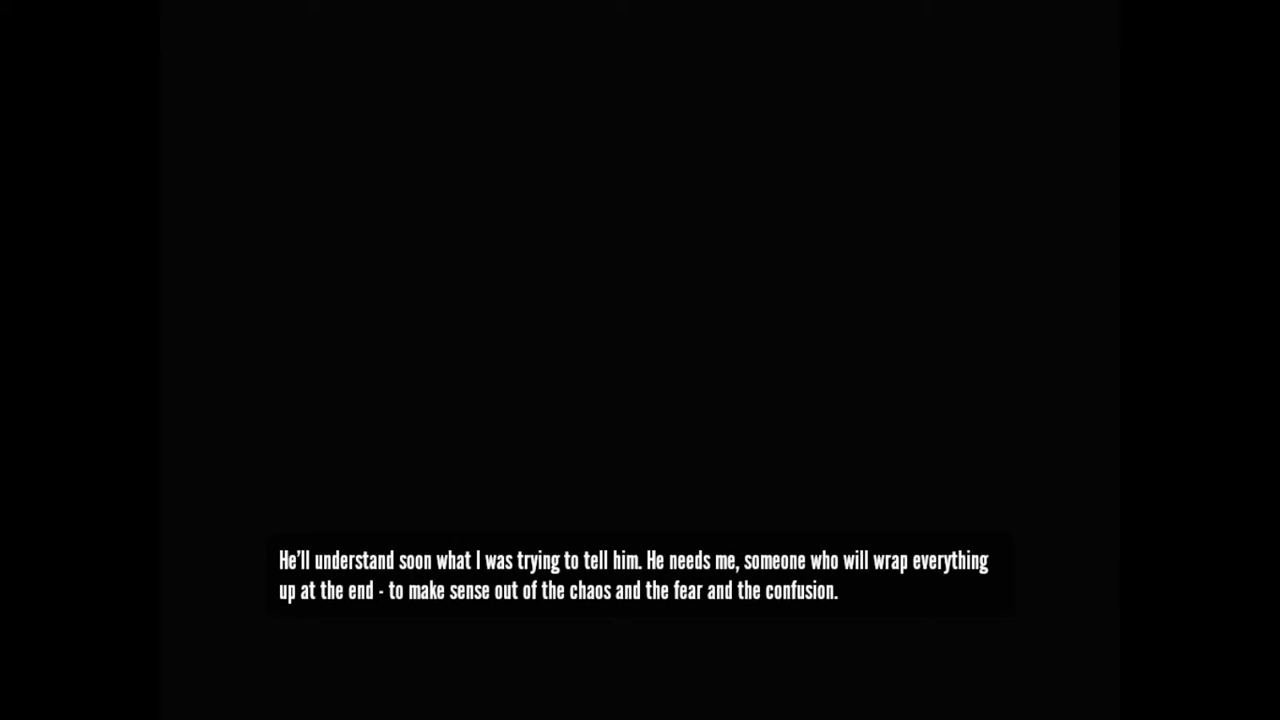 He’ll understand soon what I was trying to tell him. He needs me, someone who will wrap everything
up at the end - to make sense out of the chaos and the fear and the confusion.